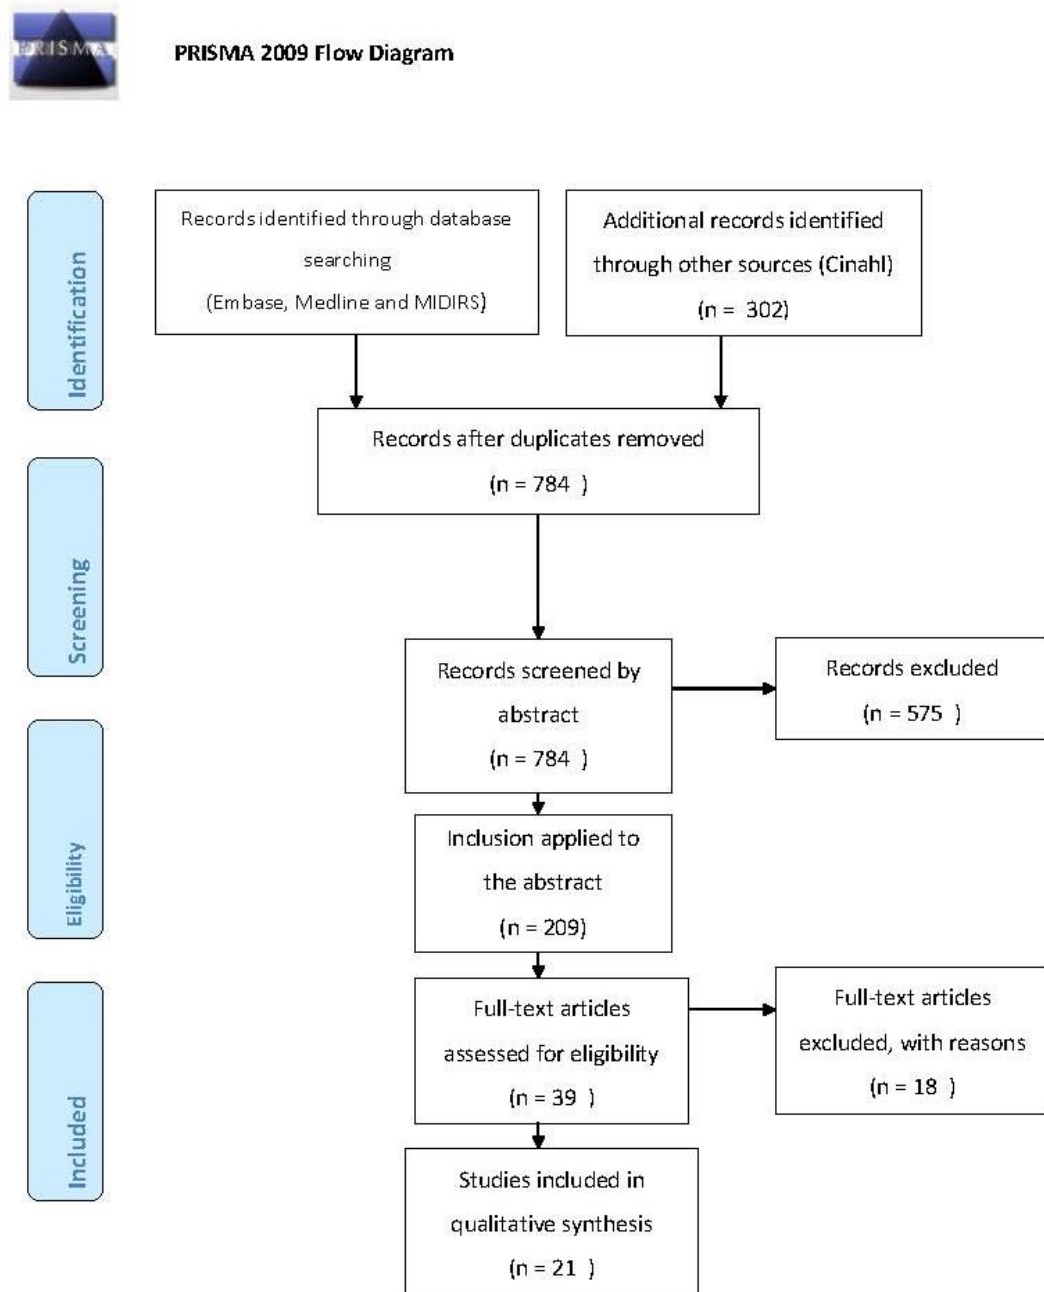 PRISMA
PRISMA 2009 Flow Diagram
Identification
Records identified through database
searching
(Embase, Medline and MIDIRS)
Additional records identified
through other sources (Cinahl)
(n = 302)
Records after duplicates removed
(n = 784 )
Screening
Records screened by
abstract
(n = 784 )
Records excluded
(n = 575 )
Eligibility
Inclusion applied to
the abstract
(n = 209)
Full-text articles
assessed for eligibility
(n = 39 )
Full-text articles
excluded, with reasons
(n = 18 )
Included
Studies included in
qualitative synthesis
(n = 21 )